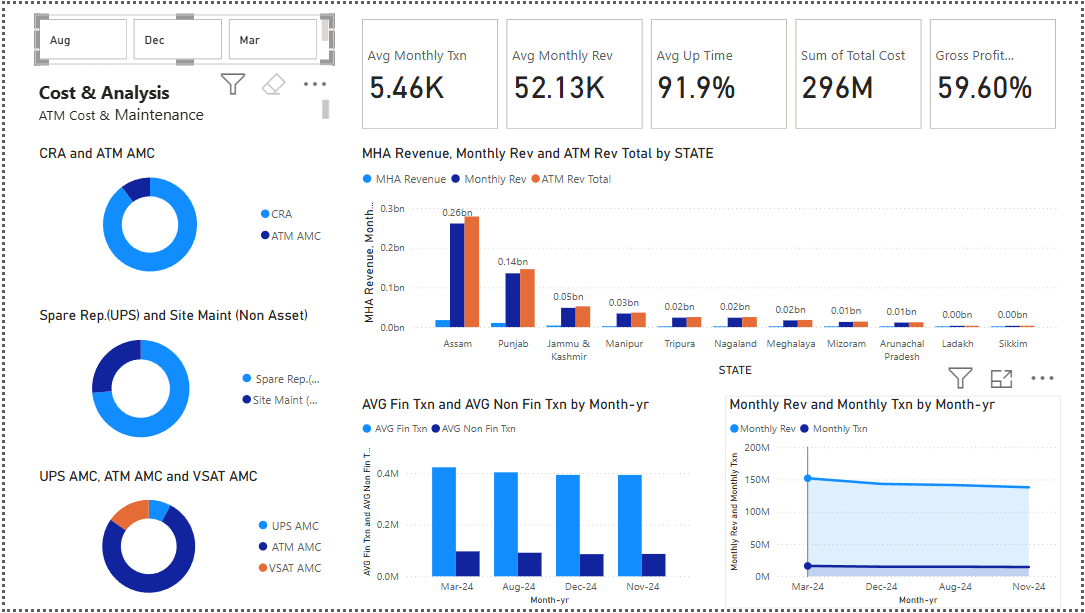 Aug
Dec
Mar
Cost & Analysis
ATM Cost & Maintenance
Avg Monthly Txn
5.46K
Avg Monthly Rev
52.13K
Avg Up Time
91.9%
Sum of Total Cost
296M
Gross Profit...
59.60%
CRA and ATM AMC
CRA
ATM AMC
Spare Rep.(UPS) and Site Maint (Non Asset)
Spare Rep.(...
Site Maint (...
UPS AMC, ATM AMC and VSAT AMC
UPS AMC
ATM AMC
VSAT AMC
MHA Revenue, Monthly Rev and ATM Rev Total by STATE
MHA Revenue Monthly Rev ATM Rev Total
MHA Revenue, Month...
0.3bn
0.2bn
0.1bn
0.0bn
0.26bn
0.14bn
0.05bn
0.03bn
0.02bn
0.02bn
0.02bn
0.01bn
0.01bn
0.00bn
0.00bn
Assam
Punjab
Jammu &
Kashmir
Manipur
Tripura
Nagaland
Meghalaya
Mizoram
Arunachal
Pradesh
Ladakh
Sikkim
STATE
AVG Fin Txn and AVG Non Fin Txn by Month-yr
AVG Fin Txn AVG Non Fin Txn
AVG Fin Txn and AVG Non Fin T...
0.4M
0.2M
0.0M
Mar-24
Aug-24
Dec-24
Nov-24
Month-yr
Monthly Rev and Monthly Txn by Month-yr
Monthly Rev Monthly Txn
Monthly Rev and Monthly Txn
200M
150M
100M
50M
0M
Mar-24
Dec-24
Aug-24
Nov-24
Month-yr